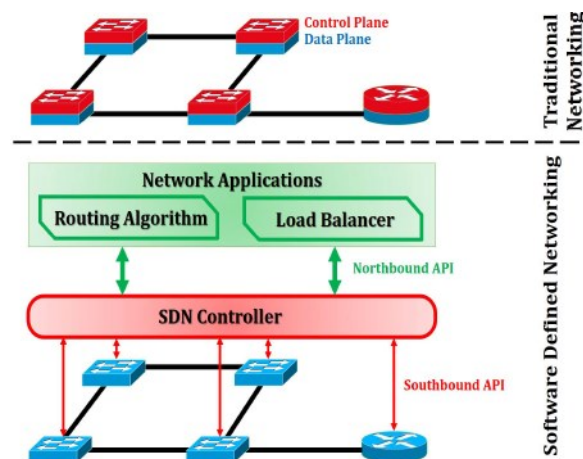 Control Plane
Data Plane
Traditional
Networking
Network Applications
Routing Algorithm
Load Balancer
Northbound API
SDN Controller
Southbound API
Software Defined Networking